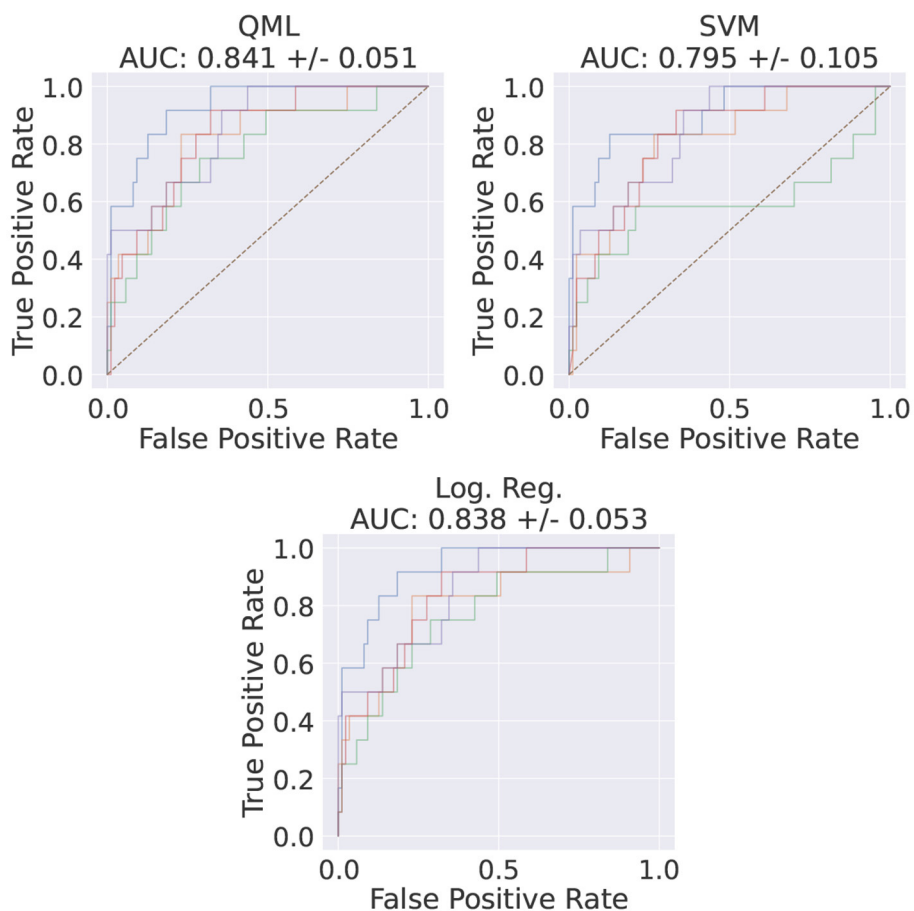 QML
AUC: 0.841 +/- 0.051
SVM
AUC: 0.795 +/- 0.105
True Positive Rate
1.0
0.8
0.6
0.4
0.2
0.0
0.0 0.5 1.0
False Positive Rate
True Positive Rate
1.0
0.8
0.6
0.4
0.2
0.0
0.0 0.5 1.0
False Positive Rate
Log. Reg.
AUC: 0.838 +/- 0.053
True Positive Rate
1.0
0.8
0.6
0.4
0.2
0.0
0.0 0.5 1.0
False Positive Rate